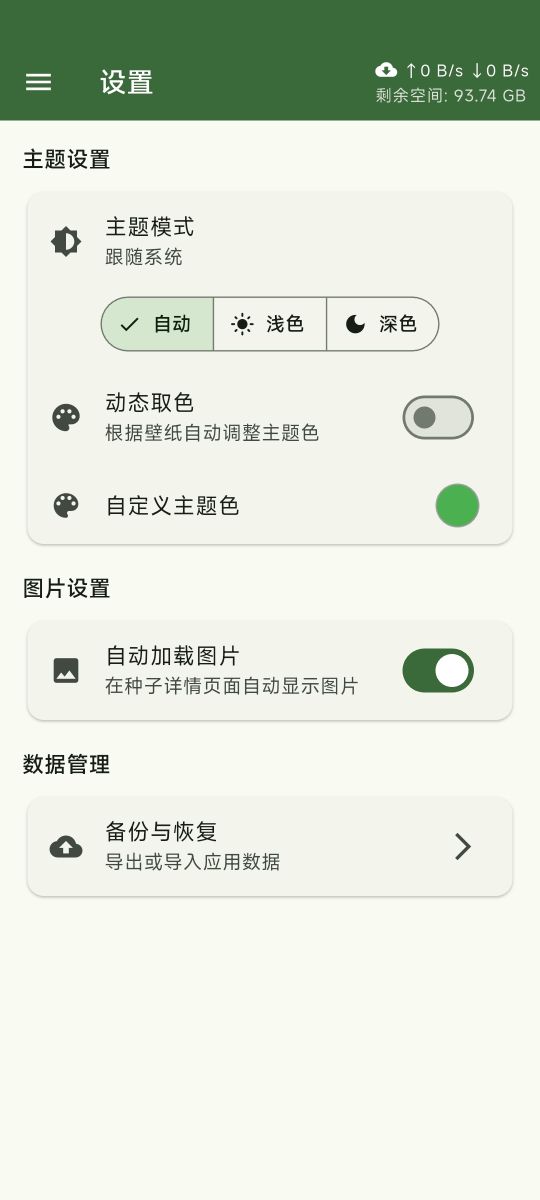 设置
↑0 B/s ↓0 B/s
剩余空间: 93.74 GB
主题设置
主题模式
跟随系统
自动
浅色
深色
动态取色
根据壁纸自动调整主题色
自定义主题色
图片设置
自动加载图片
在种子详情页面自动显示图片
数据管理
备份与恢复
导出或导入应用数据